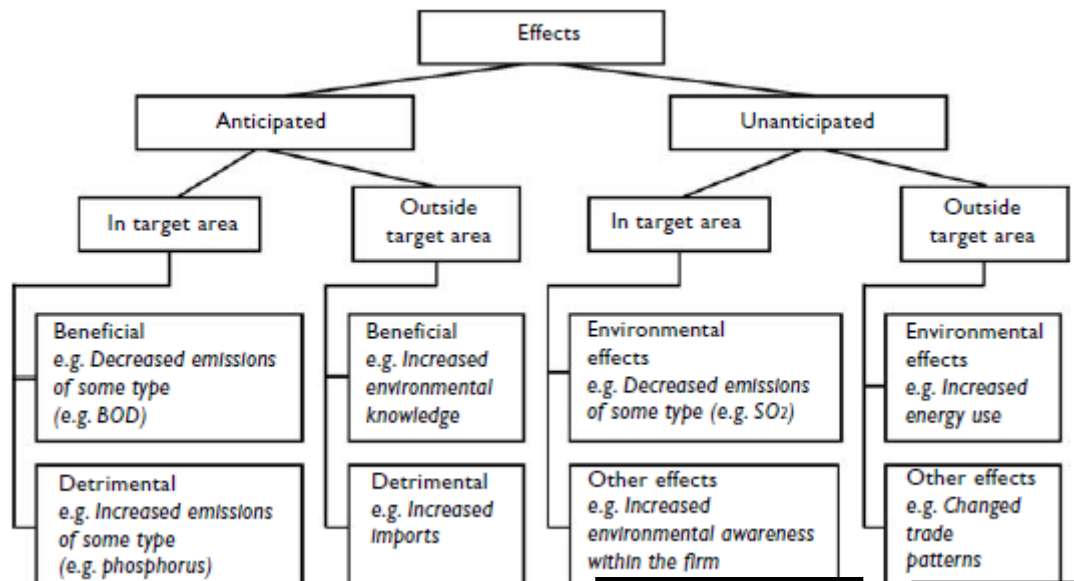 Effects
Anticipated
Unanticipated
In target area
Outside
target area
In target area
Outside
target area
Beneficial
e.g. Decreased emissions
of some type
(e.g. BOD)
Beneficial
e.g. Increased
environmental
knowledge
Environmental
effects
e.g. Decreased emissions
of some type (e.g. SO₂)
Environmental
effects
e.g. Increased
energy use
Detrimental
e.g. Increased emissions
of some type
(e.g. phosphorus)
Detrimental
e.g. Increased
imports
Other effects
e.g. Increased
environmental awareness
within the firm
Other effects
e.g. Changed
trade
patterns